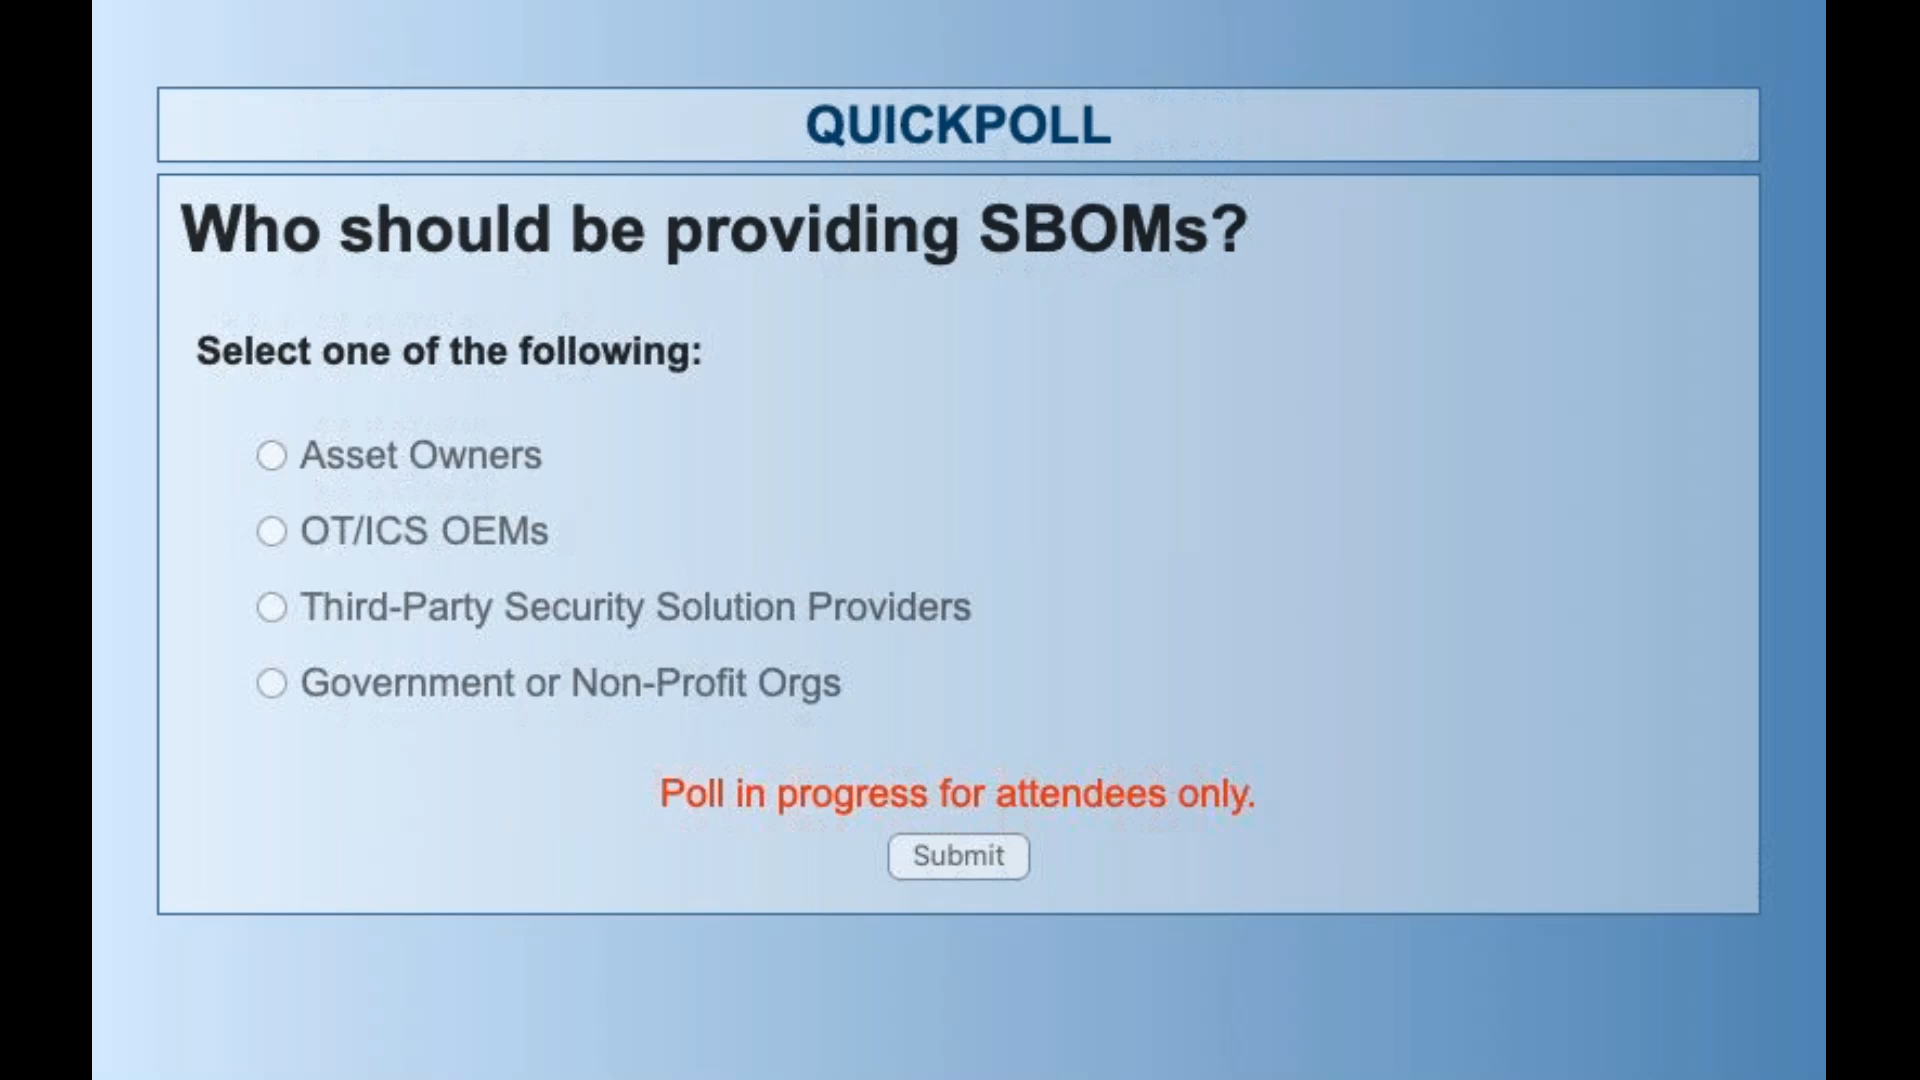 QUICKPOLL
Who should be providing SBOMs?
Select one of the following:
Asset Owners
OT/ICS OEMs
Third-Party Security Solution Providers
Government or Non-Profit Orgs
Poll in progress for attendees only.
Submit